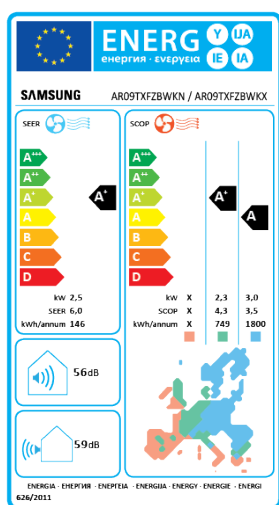 ENERG Y IJA
енергия · ενεργεια IE IA
SAMSUNG AR09TXFZBWKN / AR09TXFZBWKX
SEER SCOP
A+++ A+++
A++ A++
A+ A+ A+ A+
A A A
B B
C C
D D
kW 2,5 kW X 2,3 3,0
SEER 6,0 SCOP X 4,3 3,5
kWh/annum 146 kWh/annum X 749 1800
56dB
59dB
ENERGIA · ЕНЕРГИЯ · ΕΝΕΡΓΕΙΑ · ENERGIJA · ENERGY · ENERGIE · ENERGI
626/2011